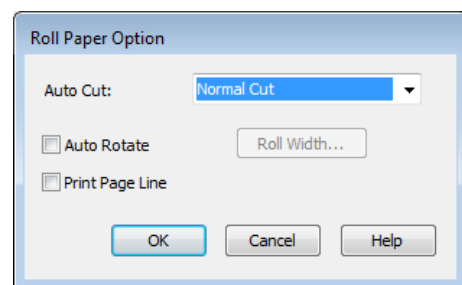 Roll Paper Option
Auto Cut: Normal Cut
Auto Rotate Roll Width...
Print Page Line
OK Cancel Help